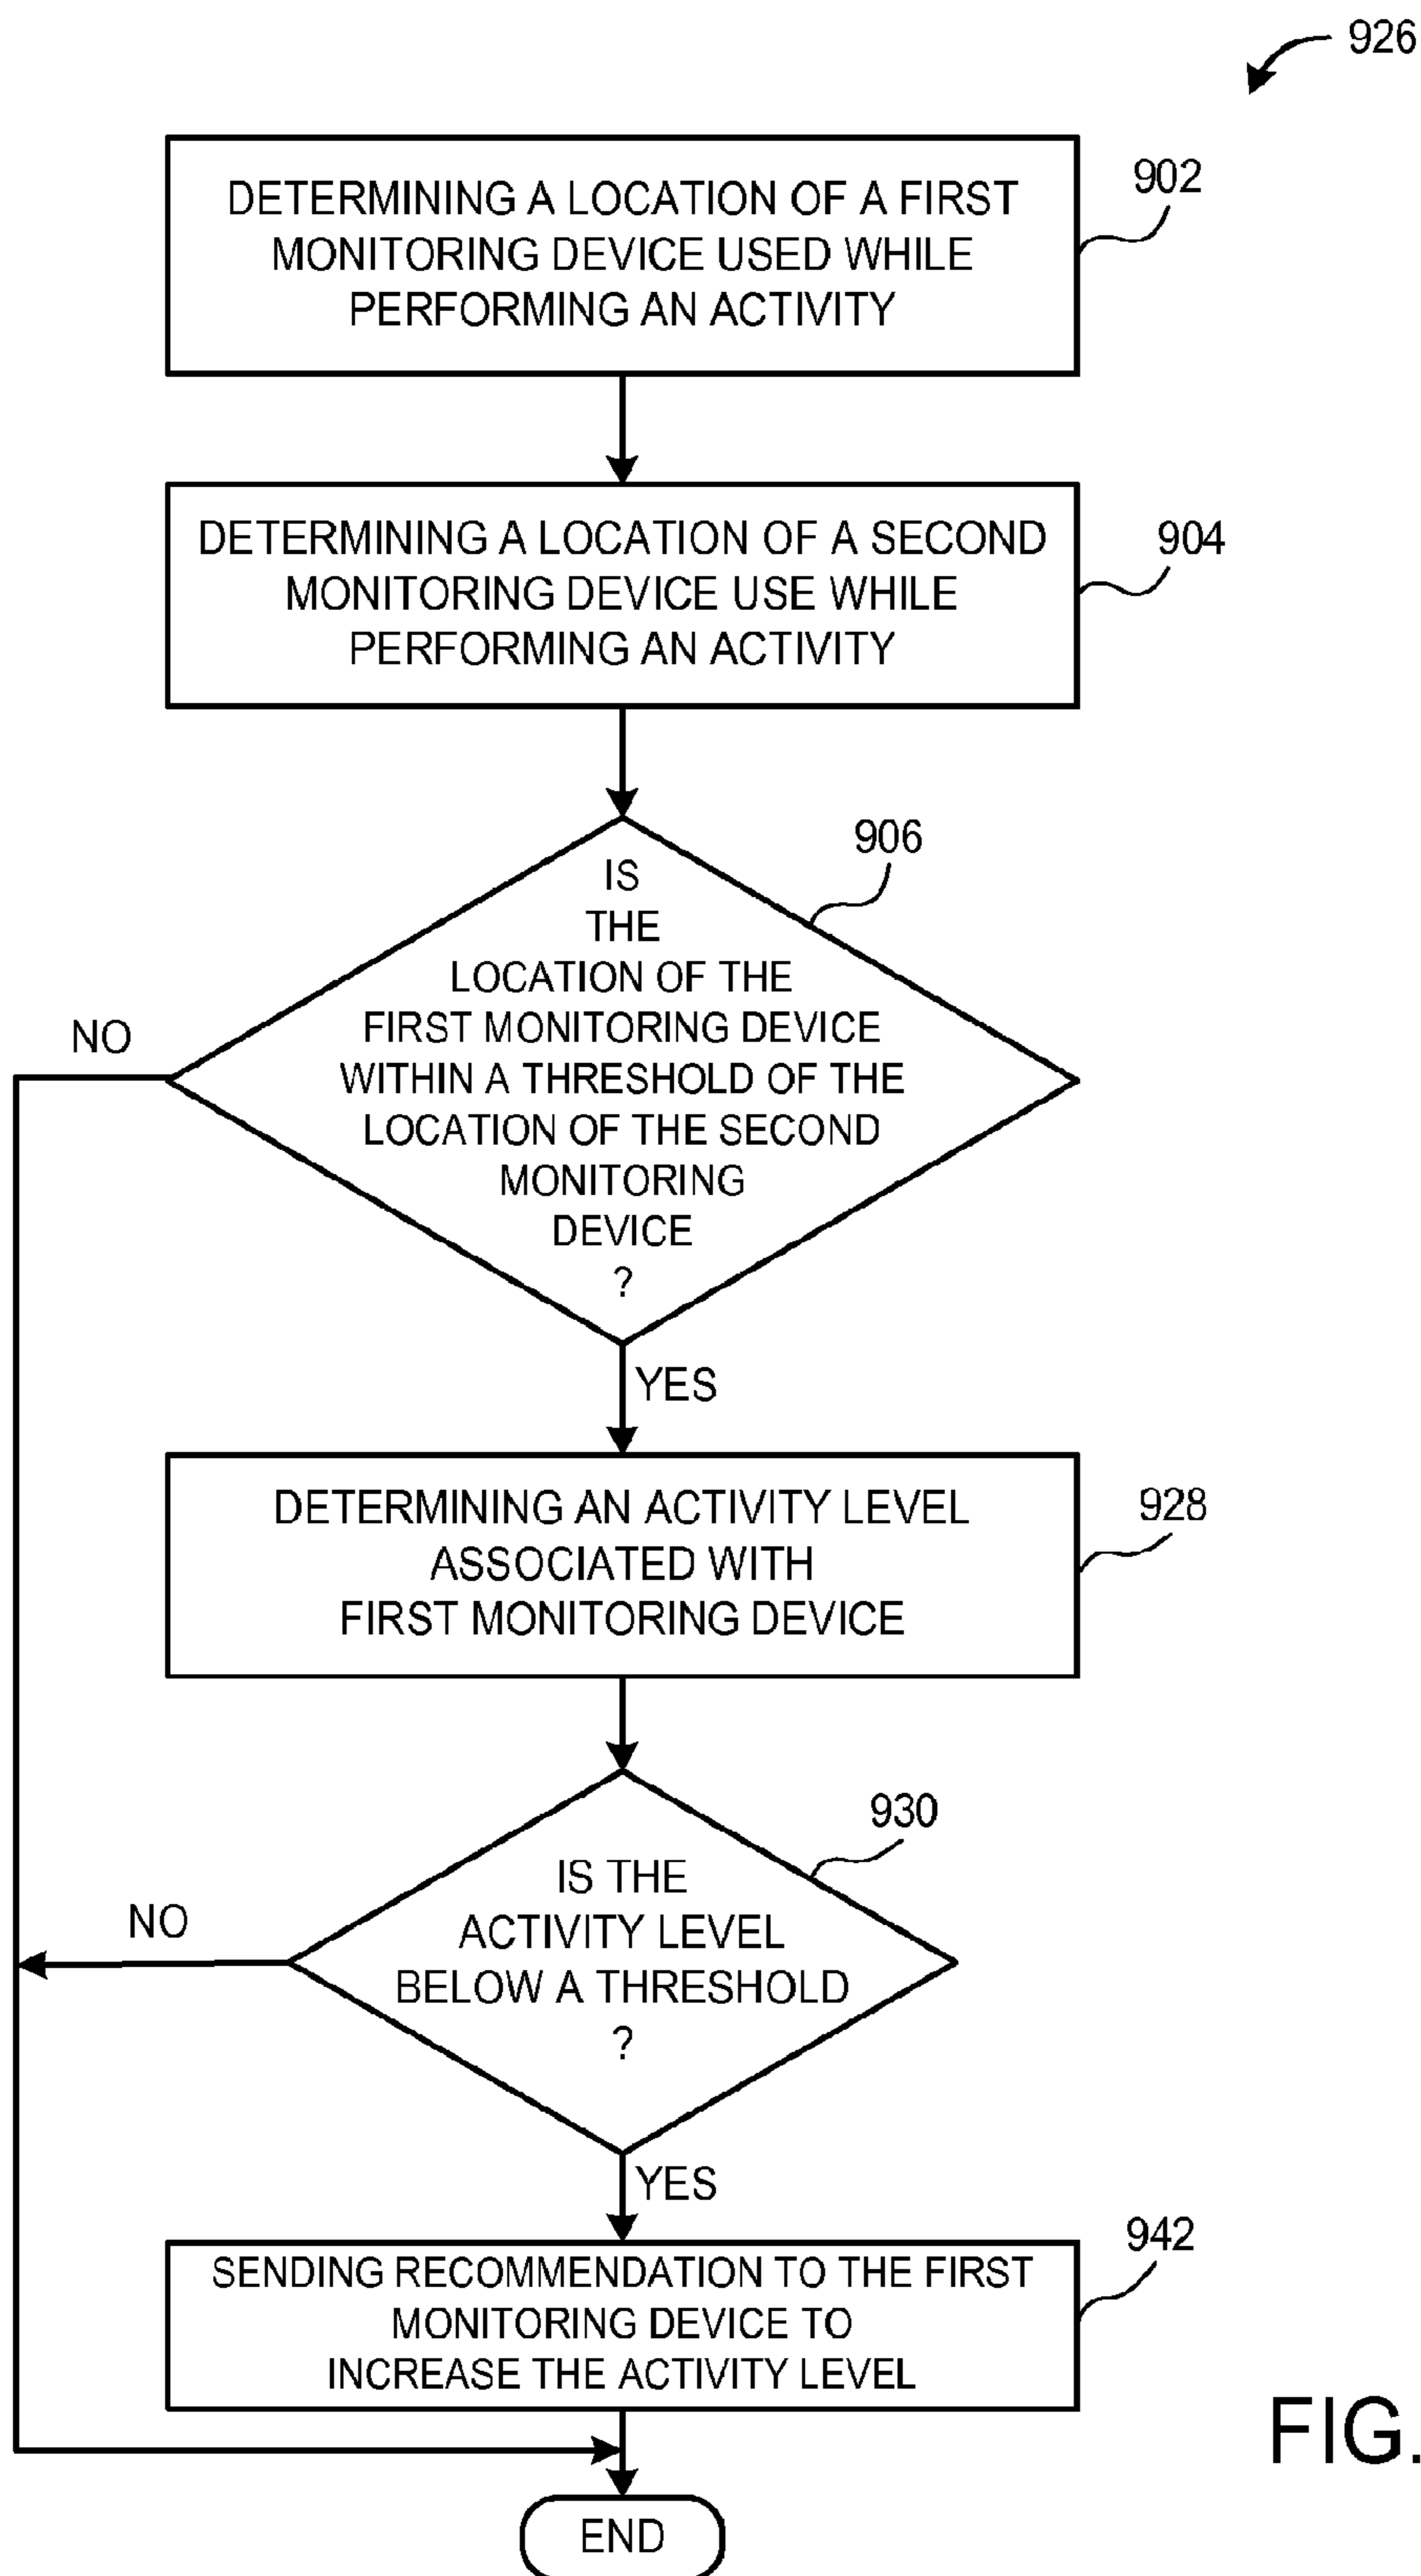 926
DETERMINING A LOCATION OF A FIRST
MONITORING DEVICE USED WHILE
PERFORMING AN ACTIVITY
902
DETERMINING A LOCATION OF A SECOND
MONITORING DEVICE USE WHILE
PERFORMING AN ACTIVITY
904
IS
THE
LOCATION OF THE
FIRST MONITORING DEVICE
WITHIN A THRESHOLD OF THE
LOCATION OF THE SECOND
MONITORING
DEVICE
?
906
NO
YES
DETERMINING AN ACTIVITY LEVEL
ASSOCIATED WITH
FIRST MONITORING DEVICE
928
IS THE
ACTIVITY LEVEL
BELOW A THRESHOLD
?
930
NO
YES
SENDING RECOMMENDATION TO THE FIRST
MONITORING DEVICE TO
INCREASE THE ACTIVITY LEVEL
942
END
FIG.